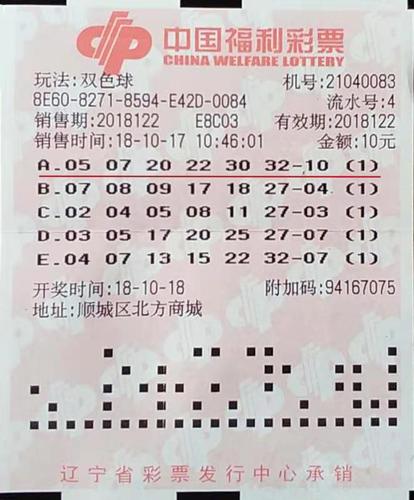 中国福利彩票
CHINA WELFARE LOTTERY
玩法:双色球 机号:21040083
8E60-8271-8594-E42D-0084 流水号:4
销售期:2018122 E8C03 有效期:2018122
销售时间:18-10-17 10:46:01 金额:10元
A.05 07 20 22 30 32-10 (1)
B.07 08 09 17 18 27-04 (1)
C.02 04 05 08 11 27-03 (1)
D.03 05 17 20 25 27-07 (1)
E.04 07 13 15 22 32-07 (1)
开奖时间:18-10-18 附加码:94167075
地址:顺城区北方商城
辽宁省彩票发行中心承销